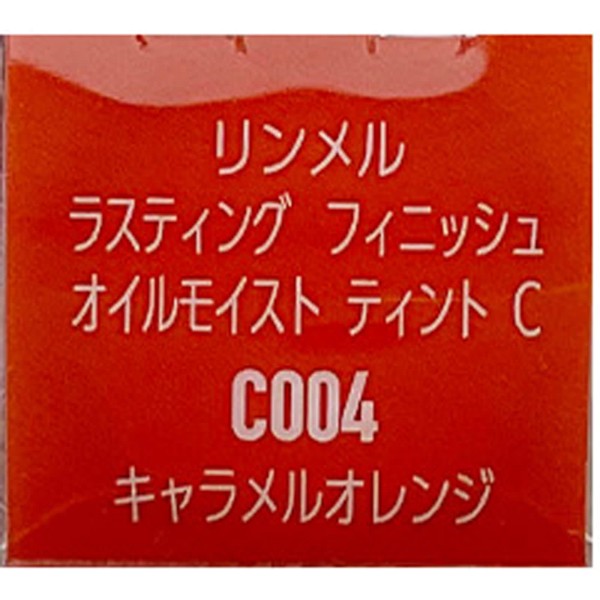 リンメル
ラスティング フィニッシュ
オイルモイスト ティント C
C004
キャラメルオレンジ